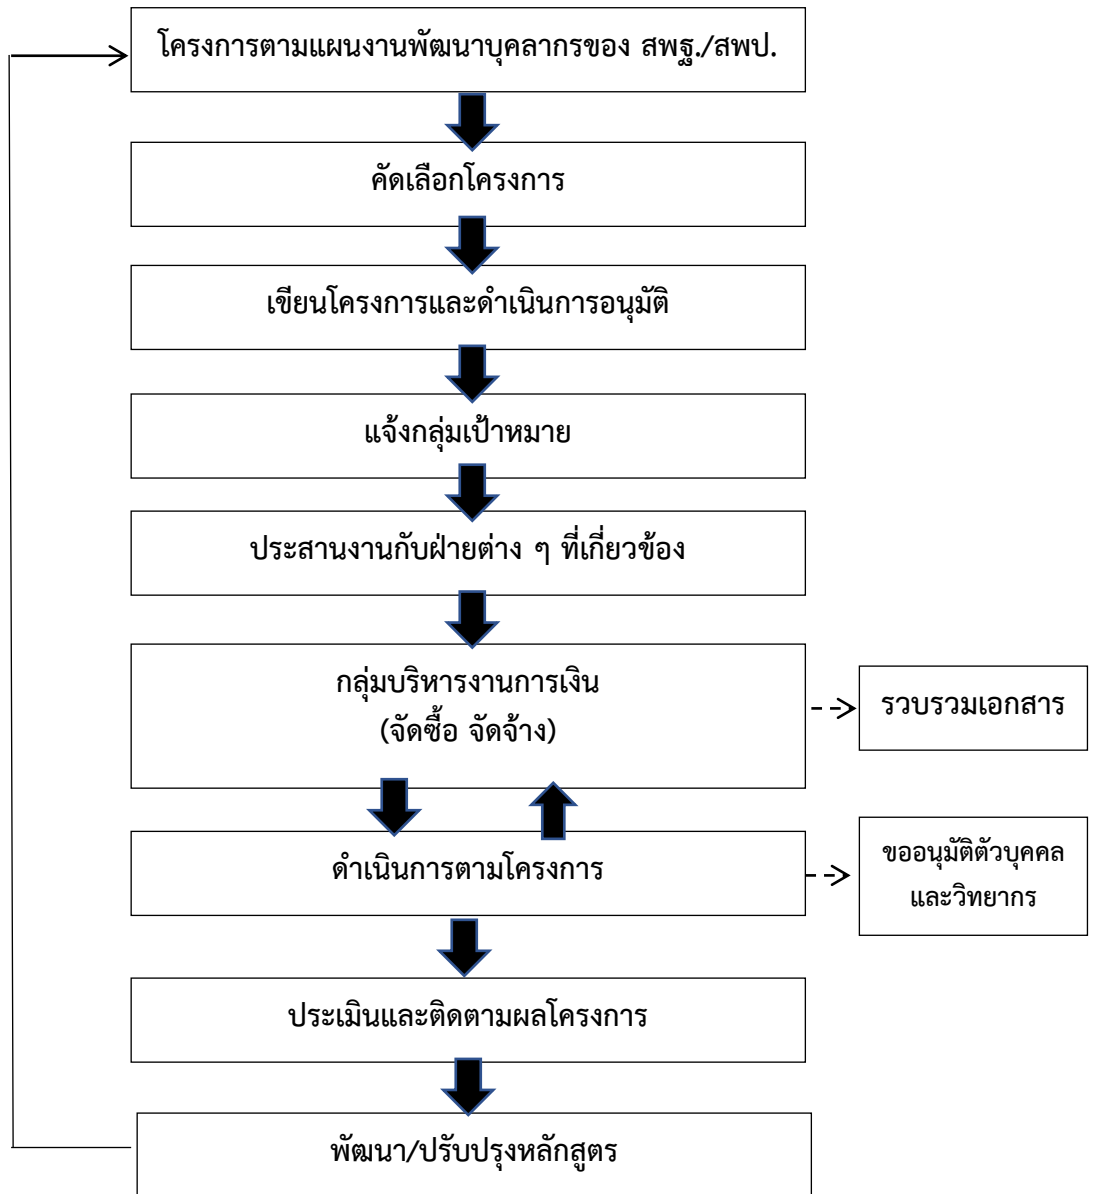 โครงการตามแผนงานพัฒนาบุคลากรของ สพฐ./สพป.
คัดเลือกโครงการ
เขียนโครงการและดำเนินการอนุมัติ
แจ้งกลุ่มเป้าหมาย
ประสานงานกับฝ่ายต่าง ๆ ที่เกี่ยวข้อง
กลุ่มบริหารงานการเงิน
(จัดซื้อ จัดจ้าง)
รวบรวมเอกสาร
ดำเนินการตามโครงการ
ขออนุมัติตัวบุคคล
และวิทยากร
ประเมินและติดตามผลโครงการ
พัฒนา/ปรับปรุงหลักสูตร